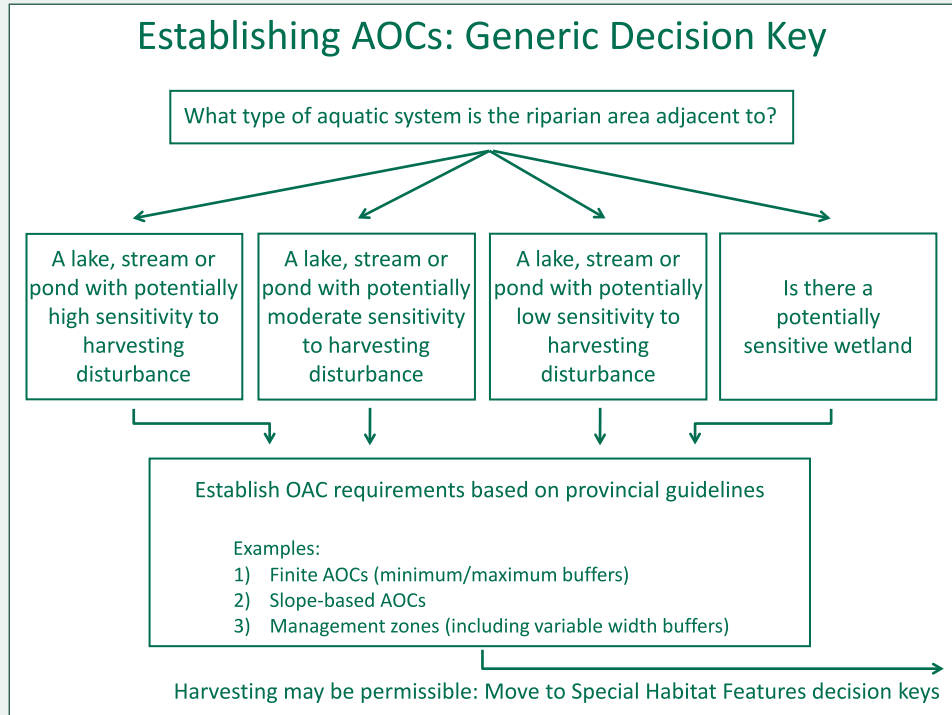 Establishing AOCs: Generic Decision Key
What type of aquatic system is the riparian area adjacent to?
A lake, stream or
pond with potentially
high sensitivity to
harvesting
disturbance
A lake, stream or
pond with potentially
moderate sensitivity
to harvesting
disturbance
A lake, stream or
pond with potentially
low sensitivity to
harvesting
disturbance
Is there a
potentially
sensitive wetland
Establish OAC requirements based on provincial guidelines
Examples:
1) Finite AOCs (minimum/maximum buffers)
2) Slope-based AOCs
3) Management zones (including variable width buffers)
Harvesting may be permissible: Move to Special Habitat Features decision keys